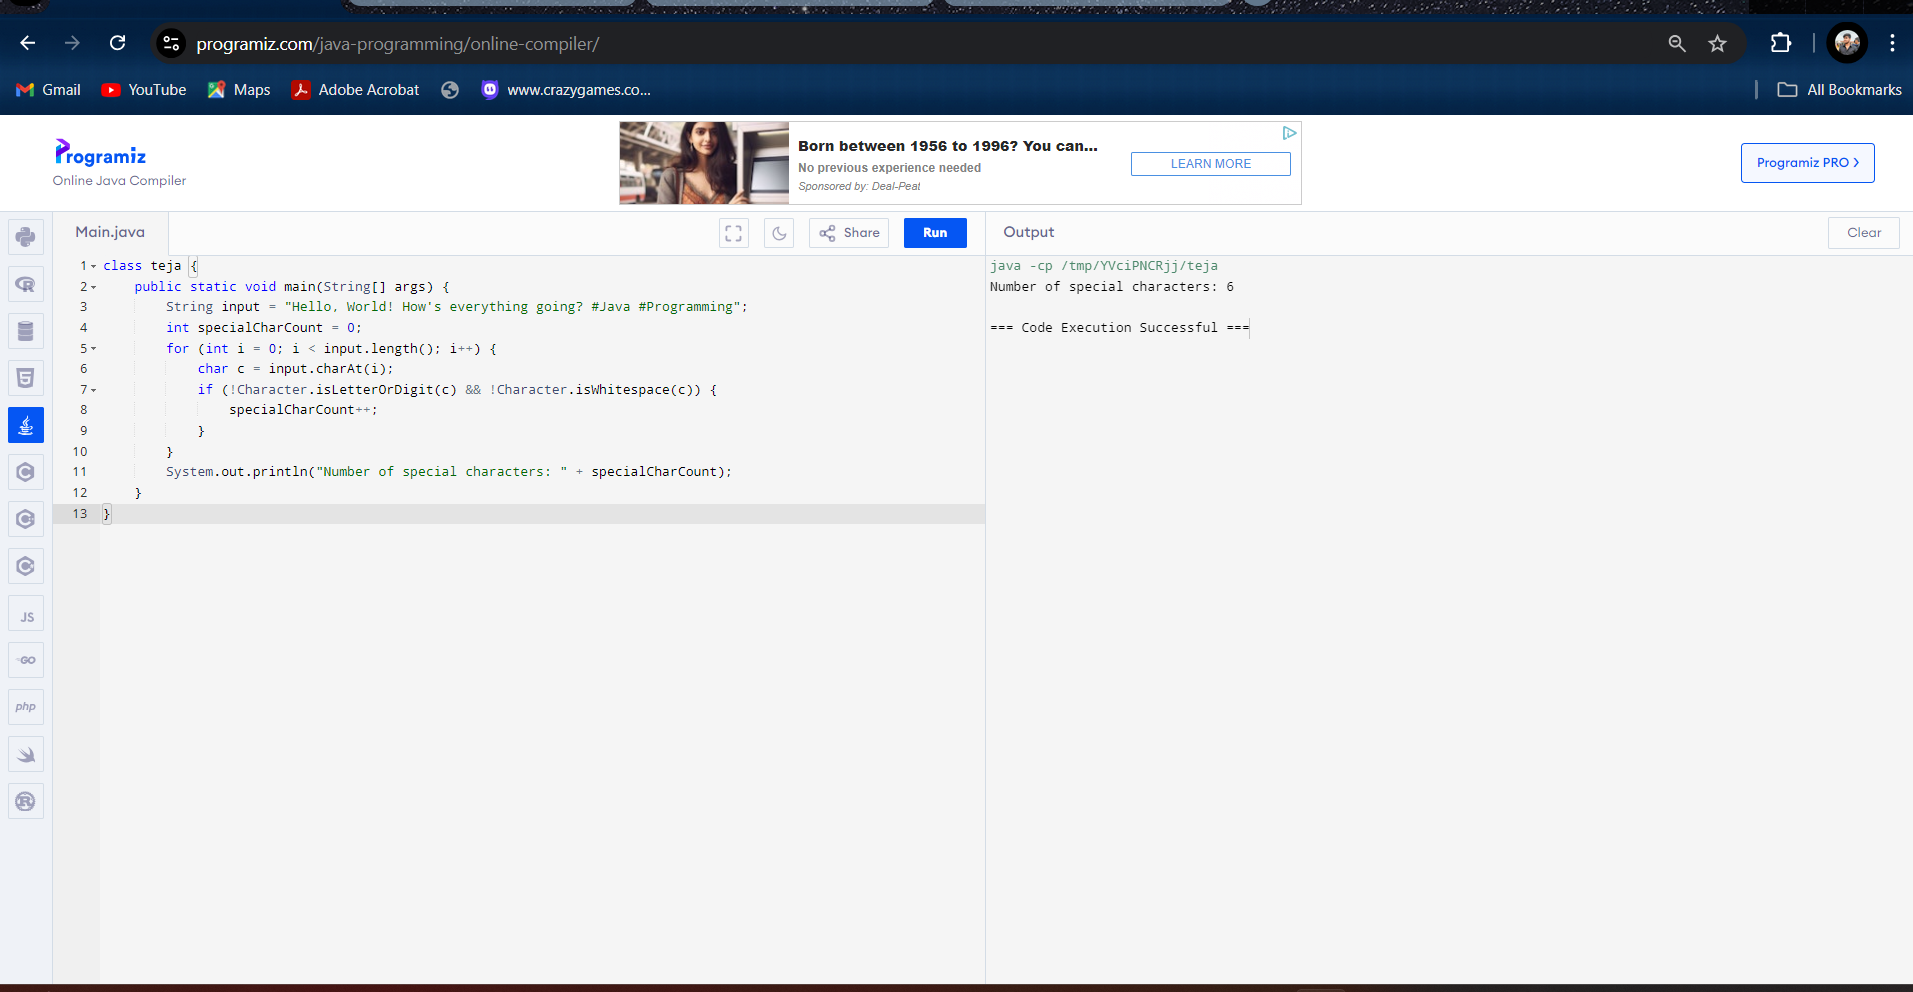 programiz.com/java-programming/online-compiler/
Gmail YouTube Maps Adobe Acrobat www.crazygames.co... All Bookmarks
Programiz
Online Java Compiler
Born between 1956 to 1996? You can...
No previous experience needed
Sponsored by: Deal-Peat
LEARN MORE
Programiz PRO >
Main.java Share Run Output Clear
1 class teja {
2 public static void main(String[] args) {
3 String input = "Hello, World! How's everything going? #Java #Programming";
4 int specialCharCount = 0;
5 for (int i = 0; i < input.length(); i++) {
6 char c = input.charAt(i);
7 if (!Character.isLetterOrDigit(c) && !Character.isWhitespace(c)) {
8 specialCharCount++;
9 }
10 }
11 System.out.println("Number of special characters: " + specialCharCount);
12 }
13 }
java -cp /tmp/YVciPNCRjj/teja
Number of special characters: 6
=== Code Execution Successful ===
R
5
C
C
C
JS
GO
php
R